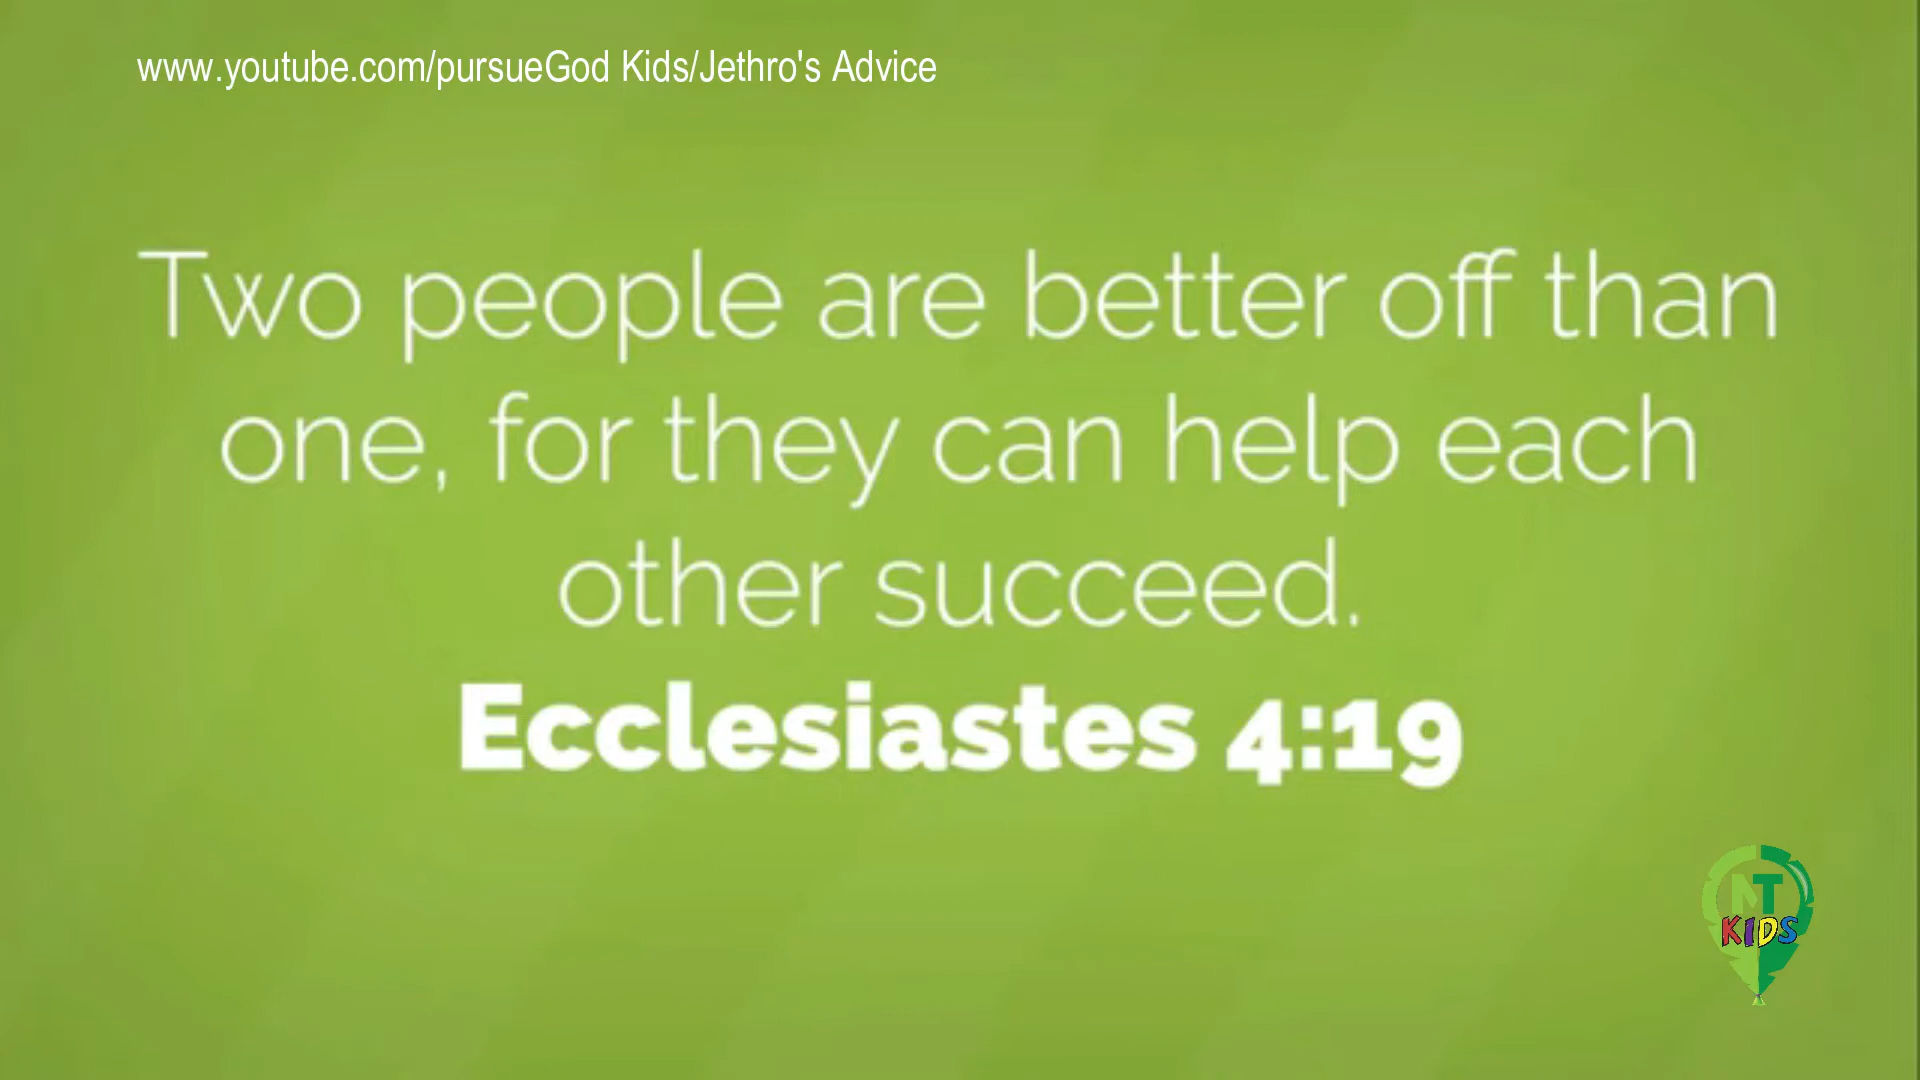 www.youtube.com/pursueGod Kids/Jethro's Advice
Two people are better off than
one, for they can help each
other succeed.
Ecclesiastes 4:19
NT
KIDS